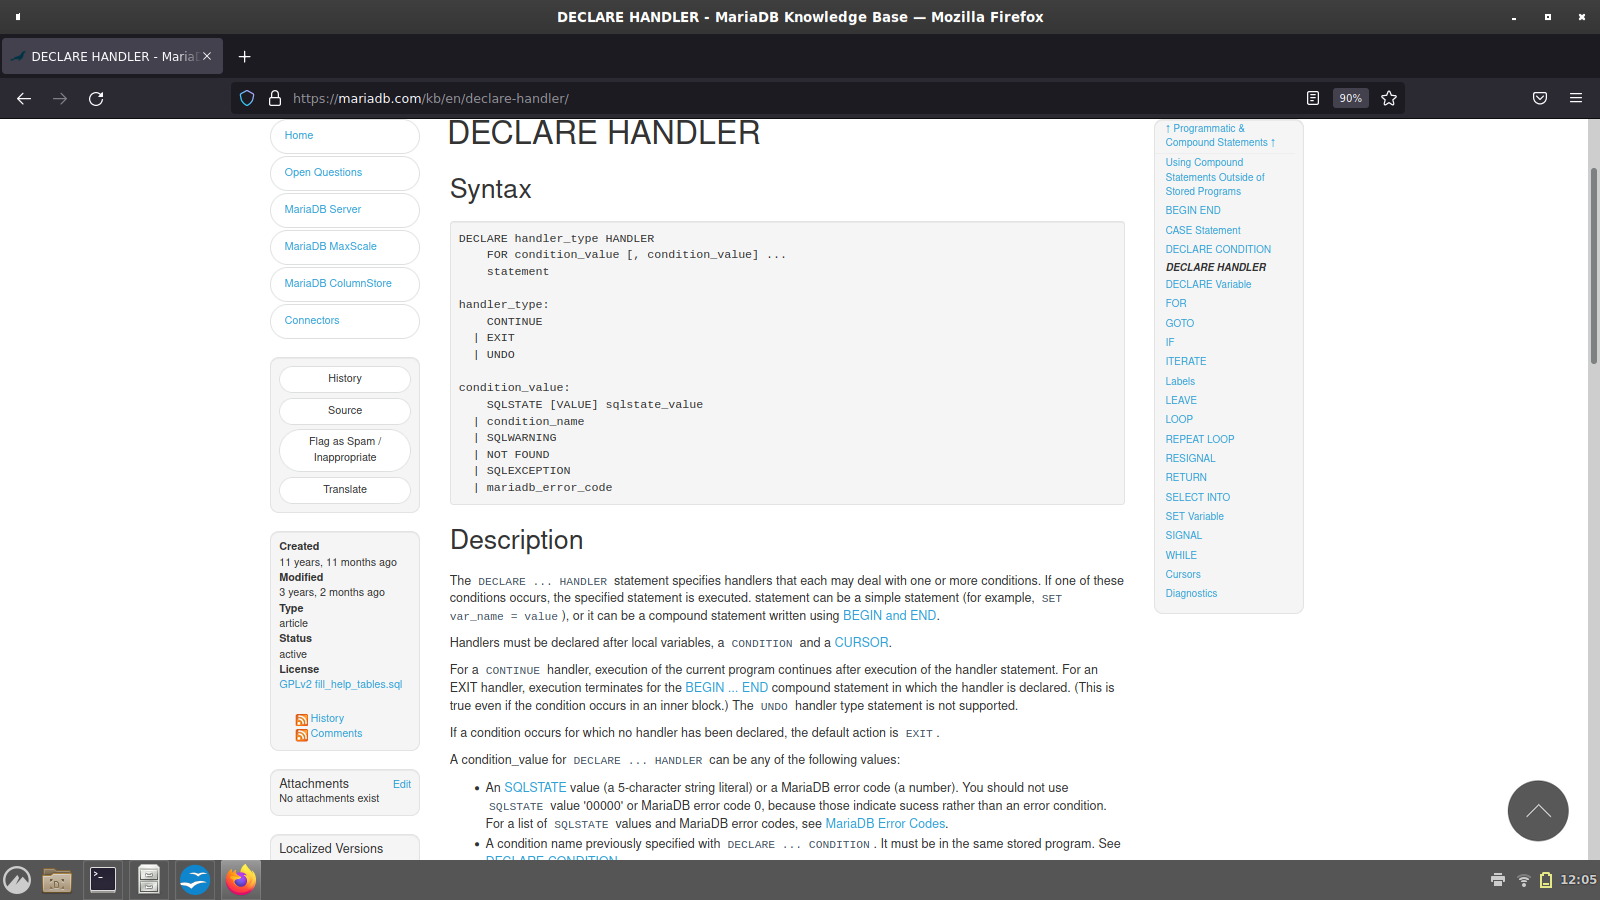 DECLARE HANDLER - MariaDB Knowledge Base — Mozilla Firefox
DECLARE HANDLER - Maria
https://mariadb.com/kb/en/declare-handler/
90%
Home
Open Questions
MariaDB Server
MariaDB MaxScale
MariaDB ColumnStore
Connectors
History
Source
Flag as Spam /
Inappropriate
Translate
Created
11 years, 11 months ago
Modified
3 years, 2 months ago
Type
article
Status
active
License
GPLv2 fill_help_tables.sql
History
Comments
Attachments Edit
No attachments exist
Localized Versions
DECLARE HANDLER
Syntax
DECLARE handler_type HANDLER
FOR condition_value [, condition_value] ...
statement
handler_type:
CONTINUE
| EXIT
| UNDO
condition_value:
SQLSTATE [VALUE] sqlstate_value
| condition_name
| SQLWARNING
| NOT FOUND
| SQLEXCEPTION
| mariadb_error_code
Description
The DECLARE ... HANDLER statement specifies handlers that each may deal with one or more conditions. If one of these
conditions occurs, the specified statement is executed. statement can be a simple statement (for example, SET
var_name = value ), or it can be a compound statement written using BEGIN and END.
Handlers must be declared after local variables, a CONDITION and a CURSOR.
For a CONTINUE handler, execution of the current program continues after execution of the handler statement. For an
EXIT handler, execution terminates for the BEGIN ... END compound statement in which the handler is declared. (This is
true even if the condition occurs in an inner block.) The UNDO handler type statement is not supported.
If a condition occurs for which no handler has been declared, the default action is EXIT .
A condition_value for DECLARE ... HANDLER can be any of the following values:
• An SQLSTATE value (a 5-character string literal) or a MariaDB error code (a number). You should not use
SQLSTATE value '00000' or MariaDB error code 0, because those indicate sucess rather than an error condition.
For a list of SQLSTATE values and MariaDB error codes, see MariaDB Error Codes.
• A condition name previously specified with DECLARE ... CONDITION . It must be in the same stored program. See
DECLARE CONDITION.
↑ Programmatic &
Compound Statements ↑
Using Compound
Statements Outside of
Stored Programs
BEGIN END
CASE Statement
DECLARE CONDITION
DECLARE HANDLER
DECLARE Variable
FOR
GOTO
IF
ITERATE
Labels
LEAVE
LOOP
REPEAT LOOP
RESIGNAL
RETURN
SELECT INTO
SET Variable
SIGNAL
WHILE
Cursors
Diagnostics
12:05